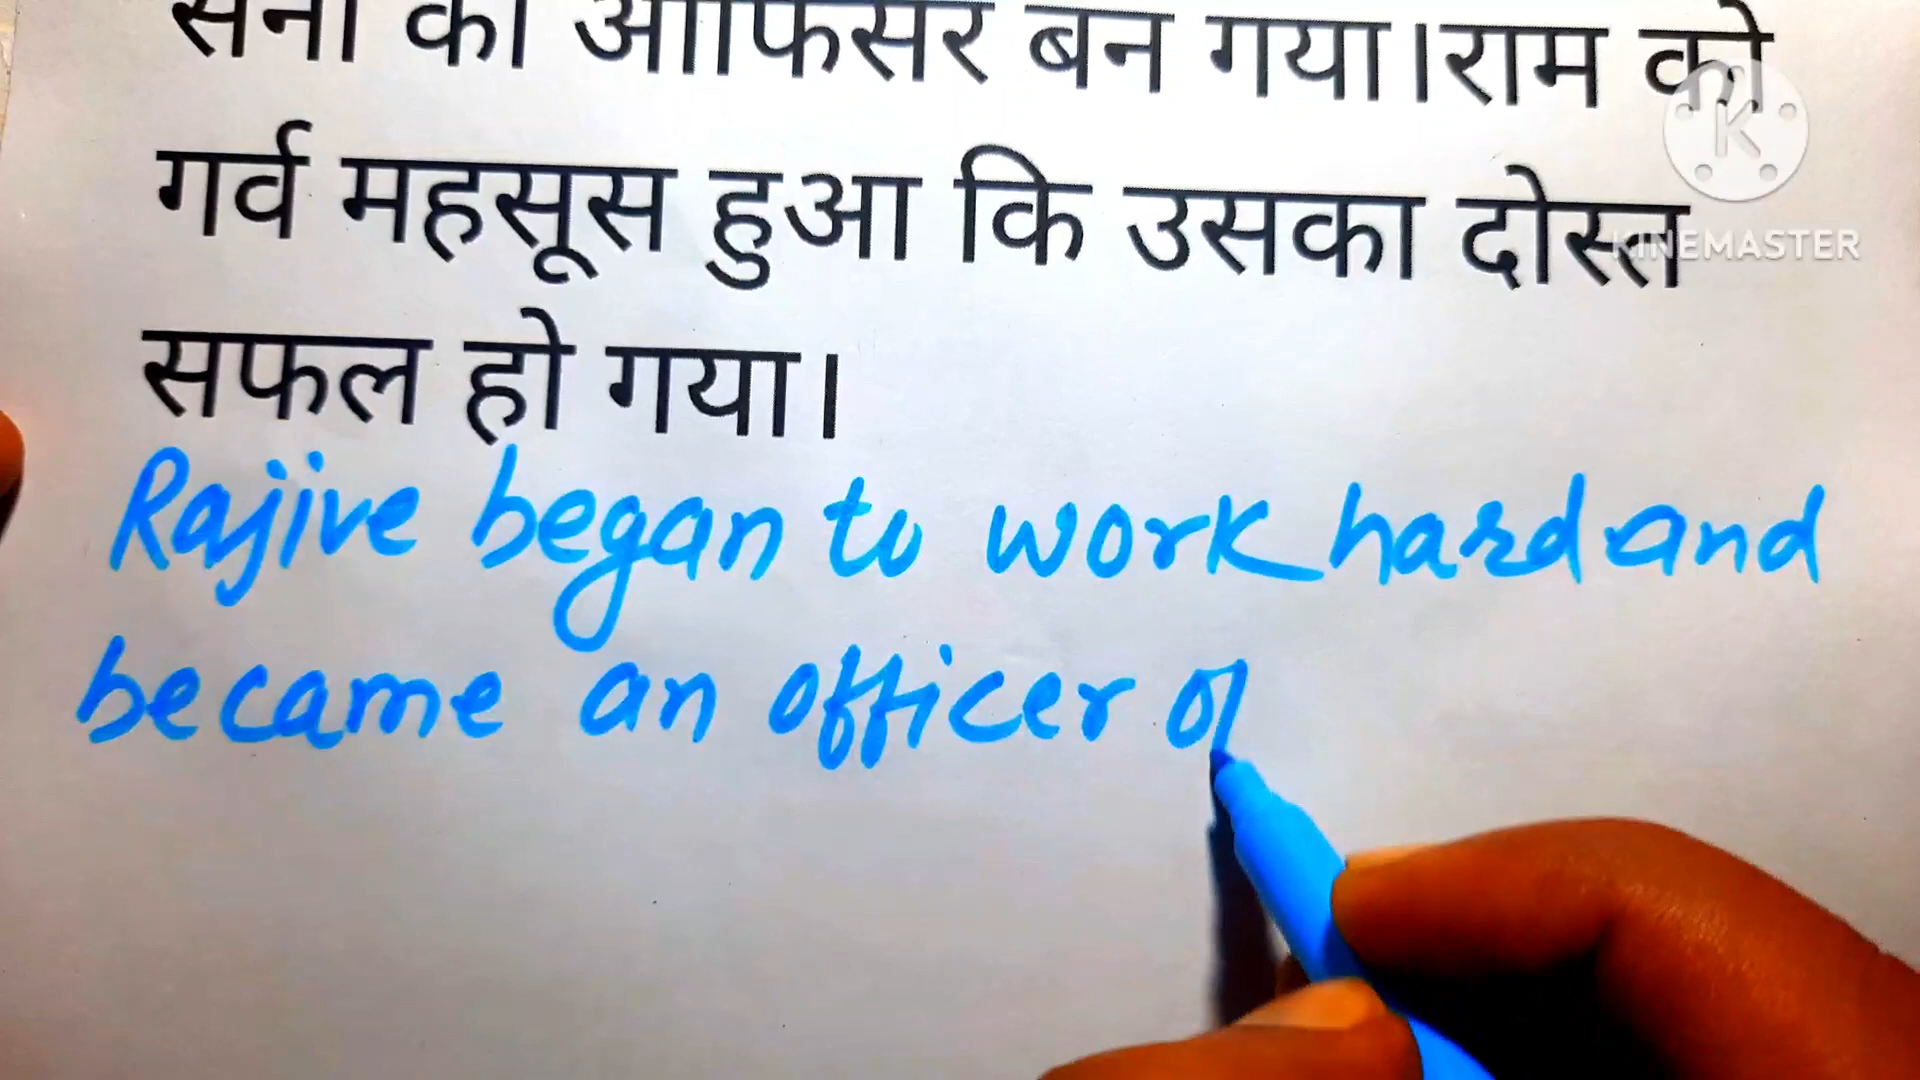 सेना का ऑफिसर बन गया।राम को
गर्व महसूस हुआ कि उसका दोस्त
सफल हो गया।
Rajive began to work hard and
became an officer of
K
KINEMASTER